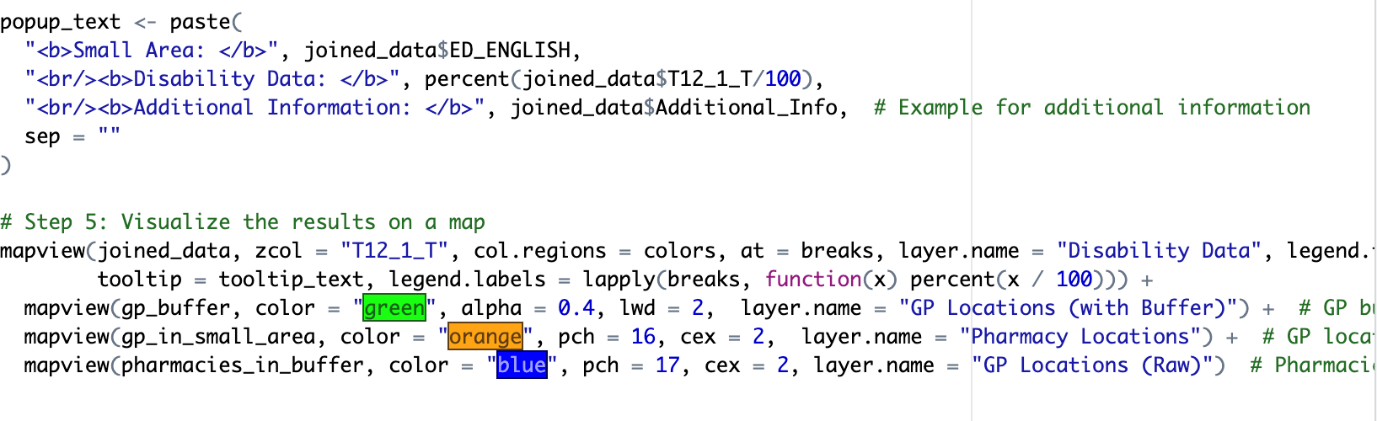 popup_text <- paste(
  "<b>Small Area: </b>", joined_data$ED_ENGLISH,
  "<br/><b>Disability Data: </b>", percent(joined_data$T12_1_T/100),
  "<br/><b>Additional Information: </b>", joined_data$Additional_Info,  # Example for additional information
  sep = ""
)
# Step 5: Visualize the results on a map
mapview(joined_data, zcol = "T12_1_T", col.regions = colors, at = breaks, layer.name = "Disability Data", legend.
        tooltip = tooltip_text, legend.labels = lapply(breaks, function(x) percent(x / 100))) +
  mapview(gp_buffer, color = "green", alpha = 0.4, lwd = 2,  layer.name = "GP Locations (with Buffer)") +  # GP
  mapview(gp_in_small_area, color = "orange", pch = 16, cex = 2,  layer.name = "Pharmacy Locations") +  # GP loca
  mapview(pharmacies_in_buffer, color = "blue", pch = 17, cex = 2, layer.name = "GP Locations (Raw)")  # Pharmaci